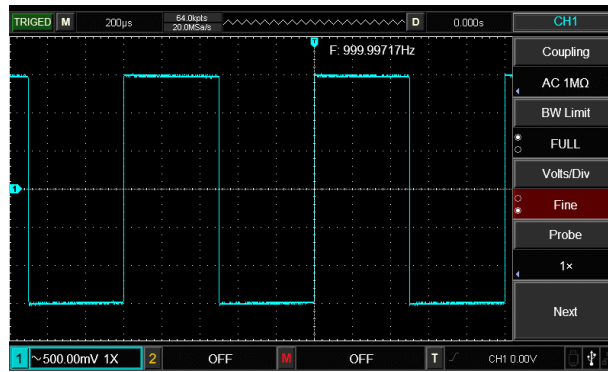 TRIGED M 200μs 64.0kpts D 0.000s CH1
20.0MSa/s
T
F: 999.99717Hz
Coupling
AC 1MΩ
BW Limit
FULL
Volts/Div
1
Fine
Probe
1×
Next
1 ~500.00mV 1X 2 OFF M OFF T CH1 0.00V